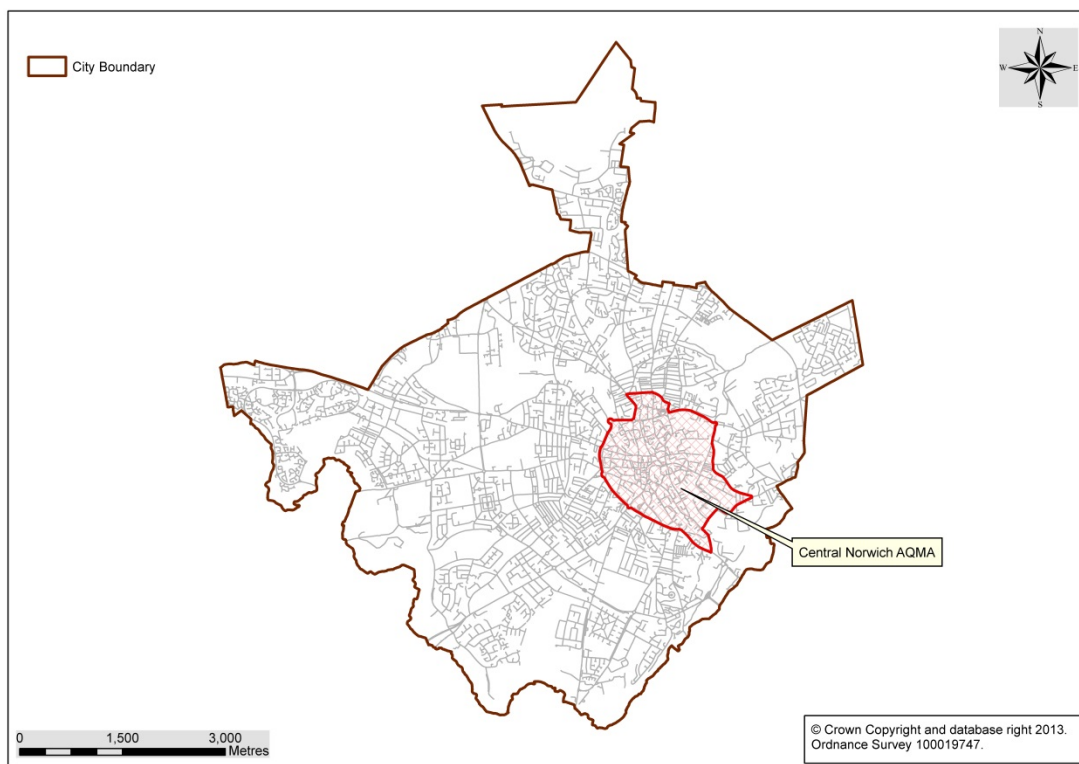 City Boundary
N
W E
S
Central Norwich AQMA
0 1,500 3,000
Metres
© Crown Copyright and database right 2013.
Ordnance Survey 100019747.